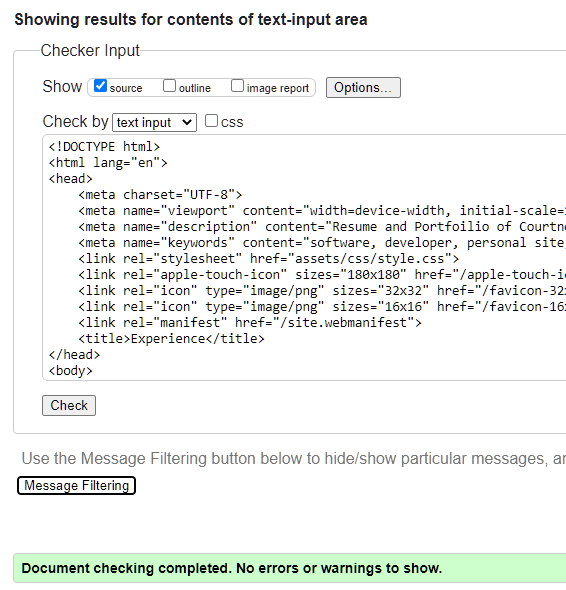 Showing results for contents of text-input area
Checker Input
Show source outline image report Options...
Check by text input css
<!DOCTYPE html>
<html lang="en">
<head>
    <meta charset="UTF-8">
    <meta name="viewport" content="width=device-width, initial-scale=
    <meta name="description" content="Resume and Portfoilio of Courtn
    <meta name="keywords" content="software, developer, personal site,
    <link rel="stylesheet" href="assets/css/style.css">
    <link rel="apple-touch-icon" sizes="180x180" href="/apple-touch-i
    <link rel="icon" type="image/png" sizes="32x32" href="/favicon-32
    <link rel="icon" type="image/png" sizes="16x16" href="/favicon-16
    <link rel="manifest" href="/site.webmanifest">
    <title>Experience</title>
</head>
<body>
Check
Use the Message Filtering button below to hide/show particular messages, ar
Message Filtering
Document checking completed. No errors or warnings to show.